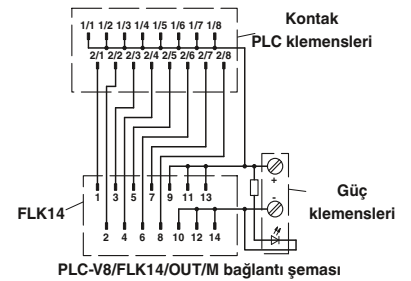 1/1 1/2 1/3 1/4 1/5 1/6 1/7 1/8
Kontak
PLC klemensleri
2/1 2/2 2/3 2/4 2/5 2/6 2/7 2/8
1 3 5 7 9 11 13
+
-
FLK14
Güç
klemensleri
2 4 6 8 10 12 14
PLC-V8/FLK14/OUT/M bağlantı şeması